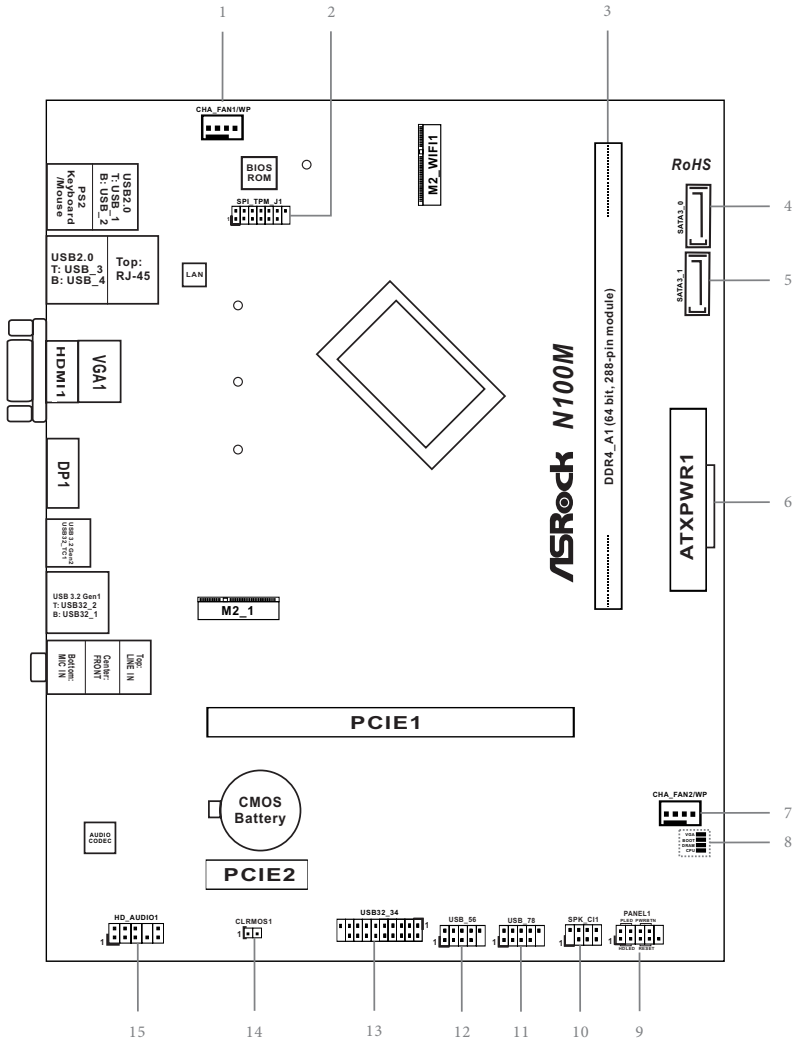 1
2
3
CHA_FAN1/WP
BIOS
ROM
SPI_TPM_J1
1
M2_WIFI1
RoHS
SATA3_0
4
SATA3_1
5
PS2
Keyboard
/Mouse
USB2.0
T: USB_1
B: USB_2
USB2.0
T: USB_3
B: USB_4
Top:
RJ-45
LAN
HDMI1
VGA1
DP1
USB 3.2 Gen2
USB32_TC1
USB 3.2 Gen1
T: USB32_2
B: USB32_1
Top:
LINE IN
Center:
FRONT
Bottom:
MIC IN
ASRock N100M
DDR4_A1 (64 bit, 288-pin module)
ATXPWR1
6
M2_1
PCIE1
CMOS
Battery
PCIE2
AUDIO
CODEC
CHA_FAN2/WP
7
VGA
BOOT
DRAM
CPU
8
HD_AUDIO1
1
CLRMOS1
1
USB32_34
1
USB_56
1
USB_78
1
SPK_CI1
1
PANEL1
PLED PWRBTN
1
HDLED RESET
15
14
13
12
11
10
9